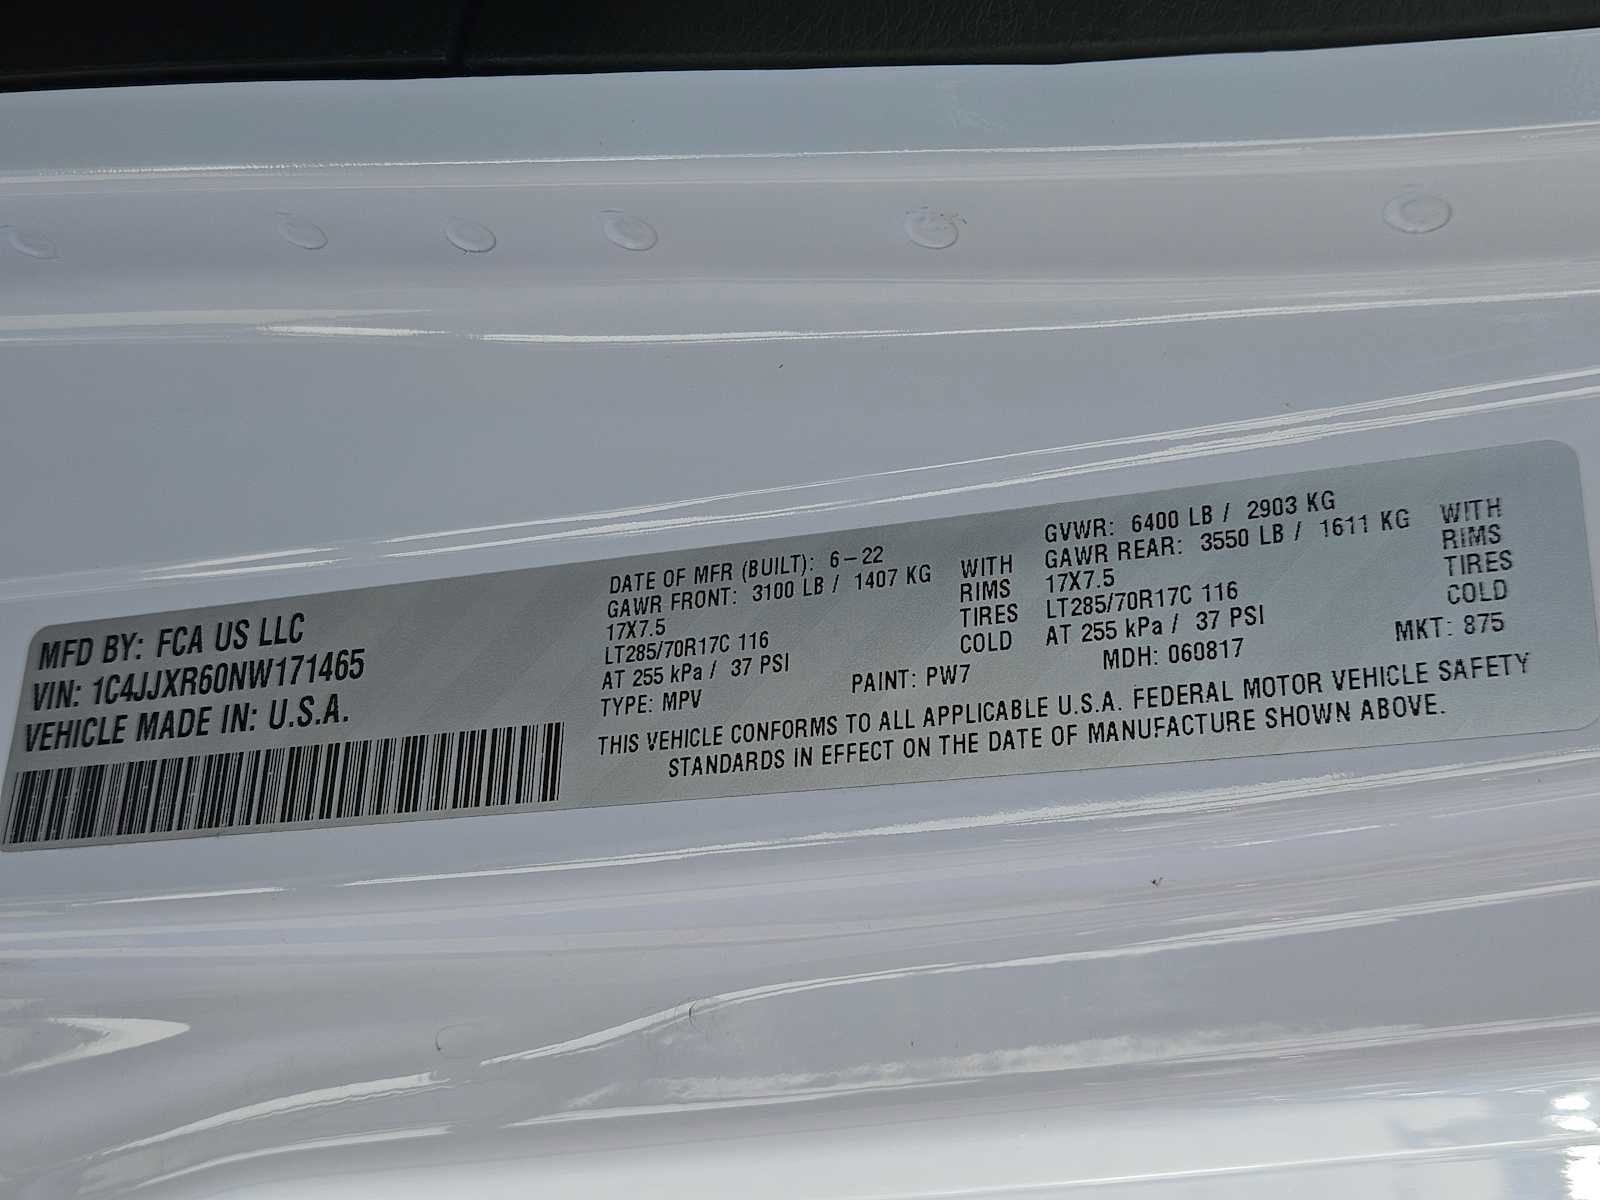 MFD BY: FCA US LLC
VIN: 1C4JJXR60NW171465
VEHICLE MADE IN: U.S.A.
DATE OF MFR (BUILT): 6-22
GAWR FRONT: 3100 LB / 1407 KG WITH
17X7.5 RIMS
LT285/70R17C 116 TIRES
AT 255 kPa / 37 PSI COLD
TYPE: MPV PAINT: PW7
GVWR: 6400 LB / 2903 KG
GAWR REAR: 3550 LB / 1611 KG WITH
17X7.5 RIMS
LT285/70R17C 116 TIRES
AT 255 kPa / 37 PSI COLD
MDH: 060817 MKT: 875
THIS VEHICLE CONFORMS TO ALL APPLICABLE U.S.A. FEDERAL MOTOR VEHICLE SAFETY
STANDARDS IN EFFECT ON THE DATE OF MANUFACTURE SHOWN ABOVE.